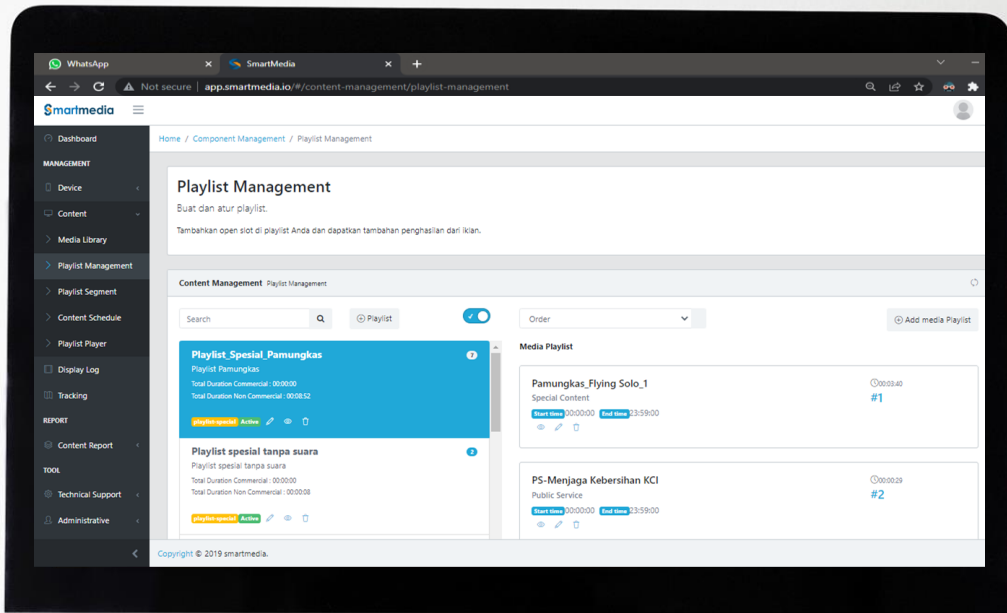 WhatsApp
SmartMedia
Not secure | app.smartmedia.io/#/content-management/playlist-management
Smartmedia
Home / Component Management / Playlist Management
Dashboard
MANAGEMENT
Device
Content
Media Library
Playlist Management
Playlist Segment
Content Schedule
Playlist Player
Display Log
Tracking
REPORT
Content Report
TOOL
Technical Support
Administrative
Playlist Management
Buat dan atur playlist.
Tambahkan open slot di playlist Anda dan dapatkan tambahan penghasilan dari iklan.
Content Management Playlist Management
Search
Playlist
Order
Add media Playlist
Playlist_Spesial_Pamungkas 7
Playlist Pamungkas
Total Duration Commercial : 00:00:00
Total Duration Non Commercial : 00:08:52
playlist-special Active
Playlist spesial tanpa suara 2
Playlist spesial tanpa suara
Total Duration Commercial : 00:00:00
Total Duration Non Commercial : 00:00:08
playlist-special Active
Media Playlist
Pamungkas_Flying Solo_1 00:03:40
Special Content #1
Start time 00:00:00 End time 23:59:00
PS-Menjaga Kebersihan KCI 00:00:29
Public Service #2
Start time 00:00:00 End time 23:59:00
Copyright © 2019 smartmedia.